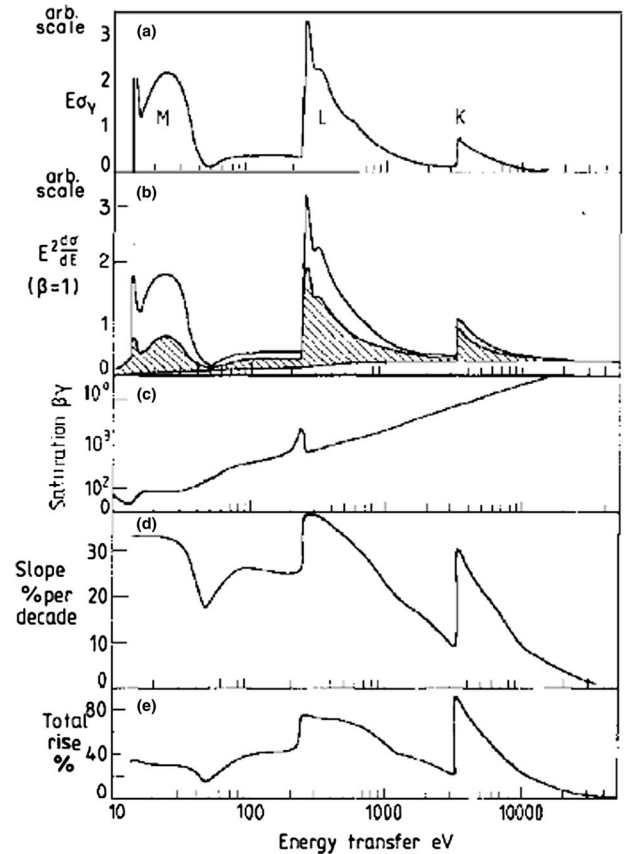 arb.
scale
(a)
3
2
Eσγ
M
L
K
1
0
arb.
scale
(b)
3
E² dσ/dE
2
(β=1)
1
0
(c)
10⁰
Saturation βγ
10³
10²
0
(d)
30
Slope
% per
decade
20
10
0
(e)
80
Total
rise
%
40
0
10
100
1000
10000
Energy transfer eV